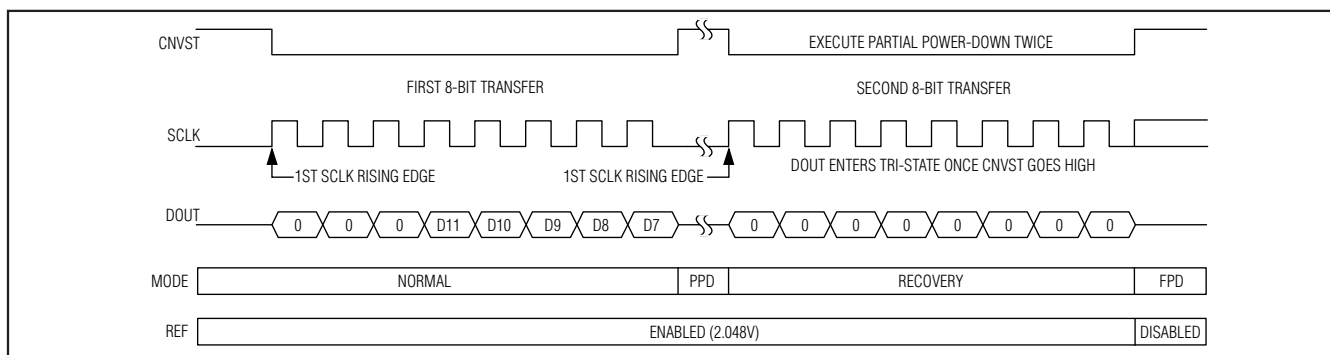 CNVST
EXECUTE PARTIAL POWER-DOWN TWICE
FIRST 8-BIT TRANSFER
SECOND 8-BIT TRANSFER
SCLK
1ST SCLK RISING EDGE
1ST SCLK RISING EDGE
DOUT ENTERS TRI-STATE ONCE CNVST GOES HIGH
DOUT
0 0 0 D11 D10 D9 D8 D7
0 0 0 0 0 0 0 0
MODE
NORMAL
PPD
RECOVERY
FPD
REF
ENABLED (2.048V)
DISABLED